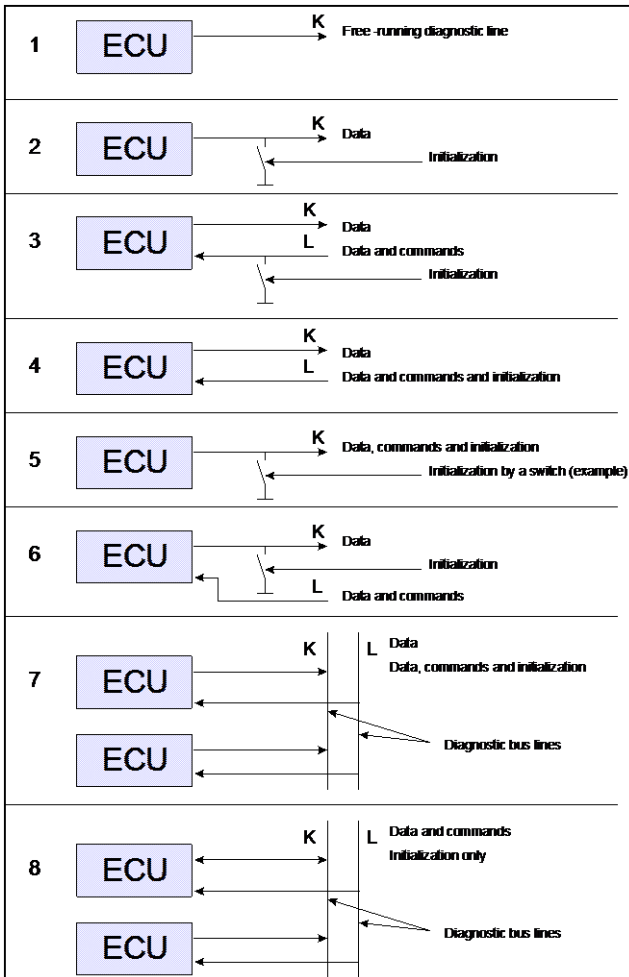 1
ECU
K
Free -running diagnostic line
2
ECU
K
Data
Initialization
3
ECU
K
Data
L
Data and commands
Initialization
4
ECU
K
Data
L
Data and commands and initialization
5
ECU
K
Data, commands and initialization
Initialization by a switch (example)
6
ECU
K
Data
Initialization
L
Data and commands
7
ECU
K
L
Data
Data, commands and initialization
ECU
Diagnostic bus lines
8
ECU
K
L
Data and commands
Initialization only
ECU
Diagnostic bus lines